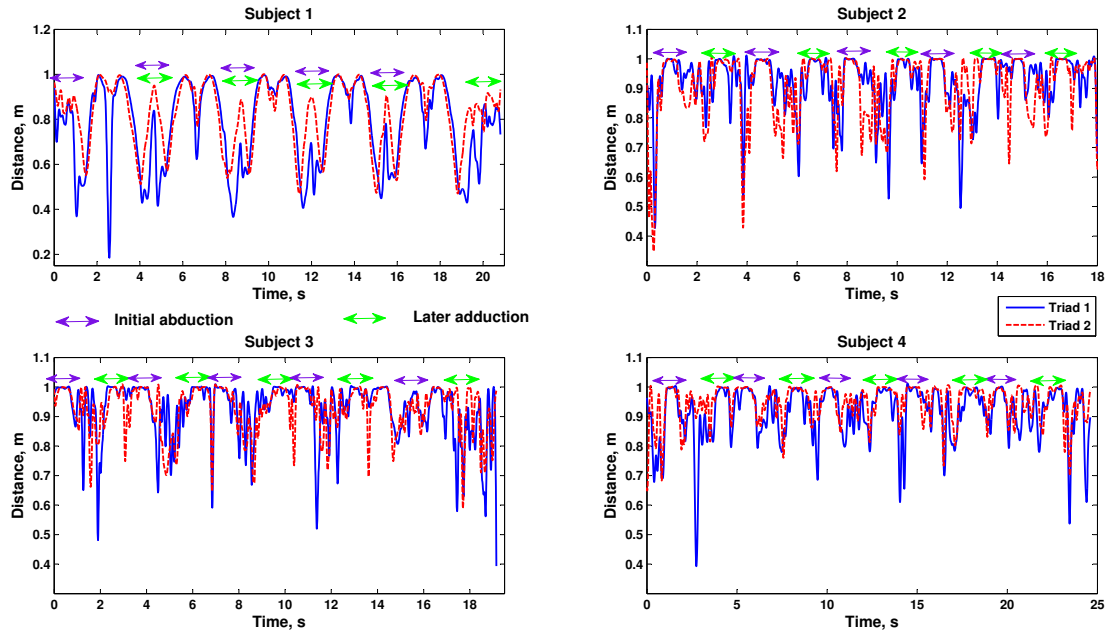 Subject 1
1.2
1
0.8
0.6
0.4
0.2
Distance, m
0 2 4 6 8 10 12 14 16 18 20
Time, s
Subject 2
1.1
1
0.9
0.8
0.7
0.6
0.5
0.4
0.3
Distance, m
0 2 4 6 8 10 12 14 16 18
Time, s
Initial abduction
Later adduction
Triad 1
Triad 2
Subject 3
1.1
1
0.9
0.8
0.7
0.6
0.5
0.4
Distance, m
0 2 4 6 8 10 12 14 16 18
Time, s
Subject 4
1.1
1
0.9
0.8
0.7
0.6
0.5
0.4
Distance, m
0 5 10 15 20 25
Time, s